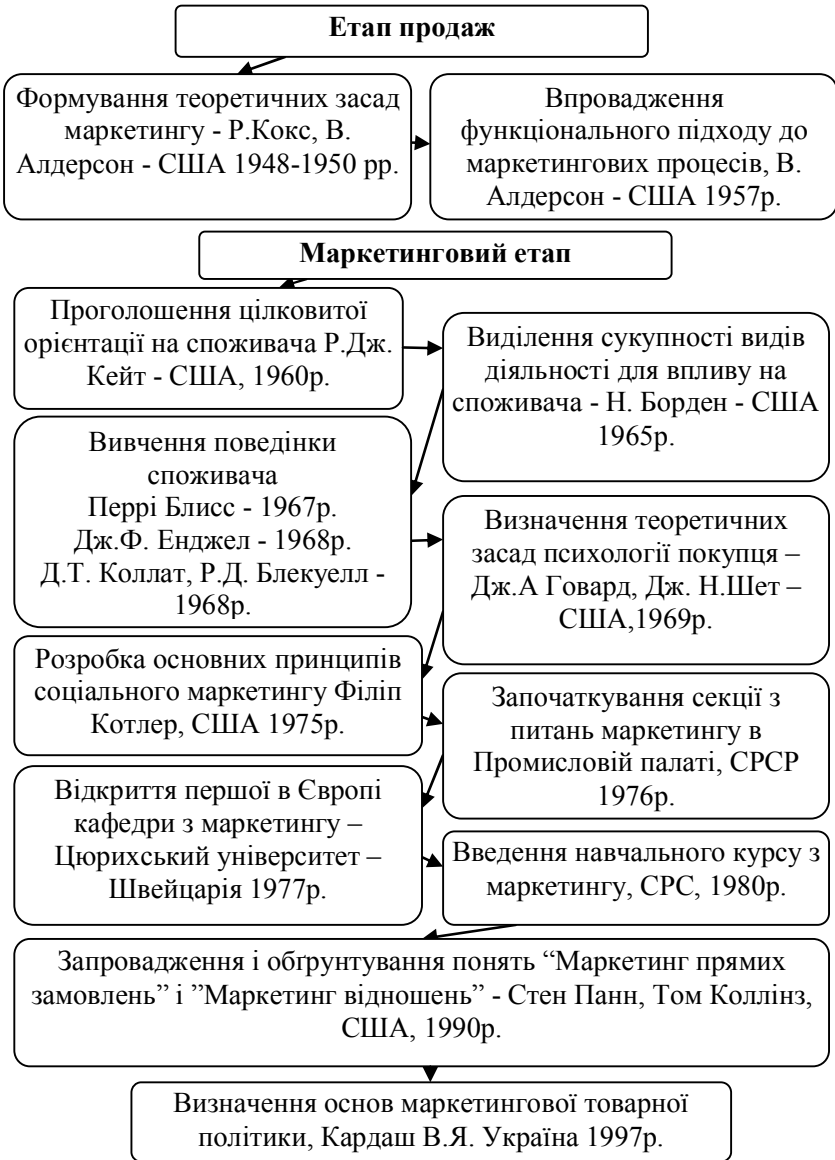 Етап продаж
Формування теоретичних засад
маркетингу - Р.Кокс, В.
Алдерсон - США 1948-1950 рр.
Впровадження
функціонального підходу до
маркетингових процесів, В.
Алдерсон - США 1957р.
Маркетинговий етап
Проголошення цілковитої
орієнтації на споживача Р.Дж.
Кейт - США, 1960р.
Виділення сукупності видів
діяльності для впливу на
споживача - Н. Борден - США
1965р.
Вивчення поведінки
споживача
Перрі Блисс - 1967р.
Дж.Ф. Енджел - 1968р.
Д.Т. Коллат, Р.Д. Блекуелл -
1968р.
Визначення теоретичних
засад психології покупця –
Дж.А Говард, Дж. Н.Шет –
США,1969р.
Розробка основних принципів
соціального маркетингу Філіп
Котлер, США 1975р.
Започаткування секції з
питань маркетингу в
Промисловій палаті, СРСР
1976р.
Відкриття першої в Європі
кафедри з маркетингу –
Цюрихський університет –
Швейцарія 1977р.
Введення навчального курсу з
маркетингу, СРС, 1980р.
Запровадження і обґрунтування понять “Маркетинг прямих
замовлень” і ”Маркетинг відношень” - Стен Панн, Том Коллінз,
США, 1990р.
Визначення основ маркетингової товарної
політики, Кардаш В.Я. Україна 1997р.